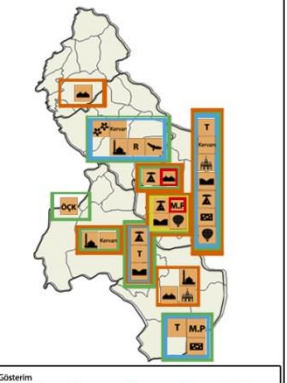 Kervan
R
T
Kervan
M.P
ÖÇK
Kervan
T
T M.P
Gösterim